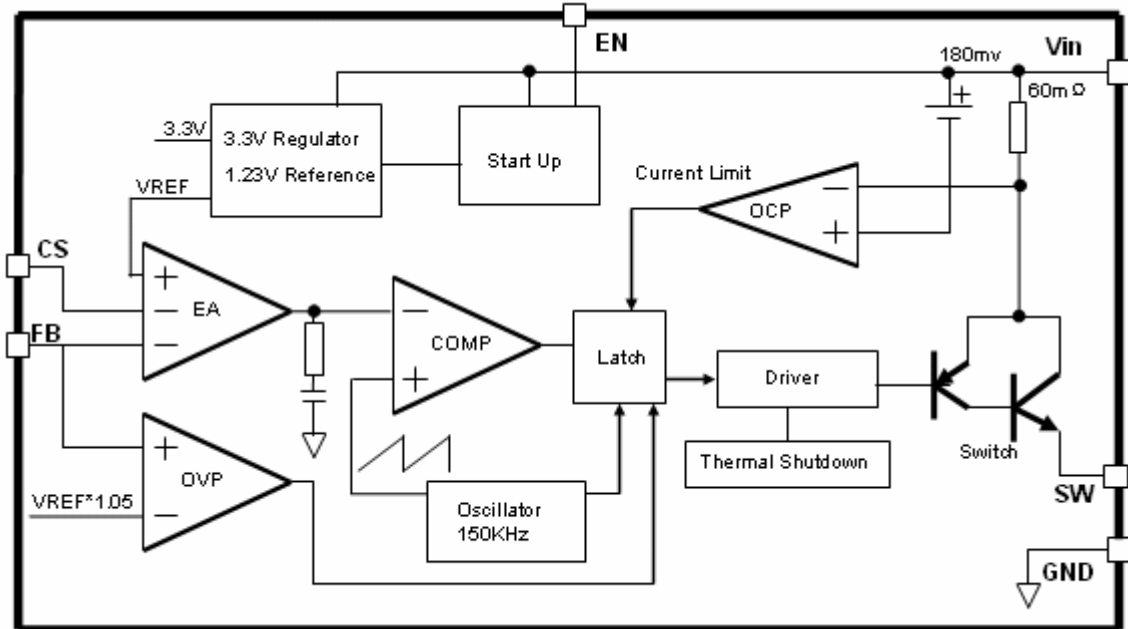 EN
Vin
180mv
60mΩ
3.3V
3.3V Regulator
1.23V Reference
Start Up
VREF
Current Limit
OCP
CS
EA
FB
COMP
Latch
Driver
OVP
VREF*1.05
Oscillator
150KHz
Thermal Shutdown
Switch
SW
GND